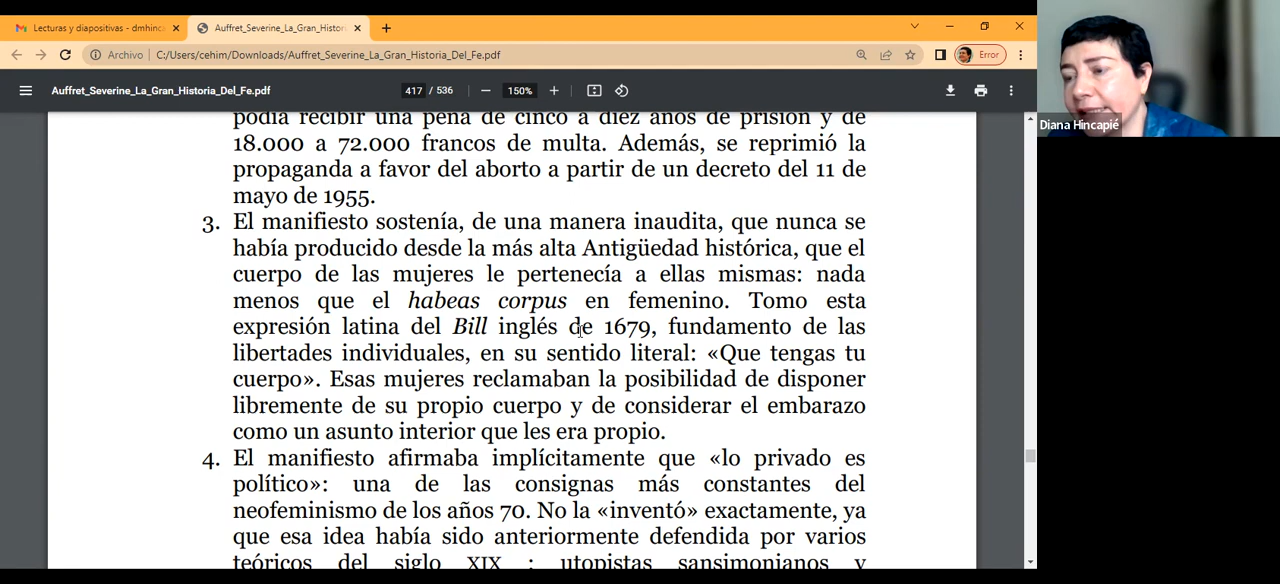 Lecturas y diapositivas - dmhinc
Auffret_Severine_La_Gran_Histori
Archivo C:/Users/cehim/Downloads/Auffret_Severine_La_Gran_Historia_Del_Fe.pdf
Error
Auffret_Severine_La_Gran_Historia_Del_Fe.pdf 417 / 536 150%
Diana Hincapié
podía recibir una pena de cinco a diez años de prisión y de
18.000 a 72.000 francos de multa. Además, se reprimió la
propaganda a favor del aborto a partir de un decreto del 11 de
mayo de 1955.
3. El manifiesto sostenía, de una manera inaudita, que nunca se
había producido desde la más alta Antigüedad histórica, que el
cuerpo de las mujeres le pertenecía a ellas mismas: nada
menos que el habeas corpus en femenino. Tomo esta
expresión latina del Bill inglés de 1679, fundamento de las
libertades individuales, en su sentido literal: «Que tengas tu
cuerpo». Esas mujeres reclamaban la posibilidad de disponer
libremente de su propio cuerpo y de considerar el embarazo
como un asunto interior que les era propio.
4. El manifiesto afirmaba implícitamente que «lo privado es
político»: una de las consignas más constantes del
neofeminismo de los años 70. No la «inventó» exactamente, ya
que esa idea había sido anteriormente defendida por varios
teóricos del siglo XIX : utopistas sansimonianos y